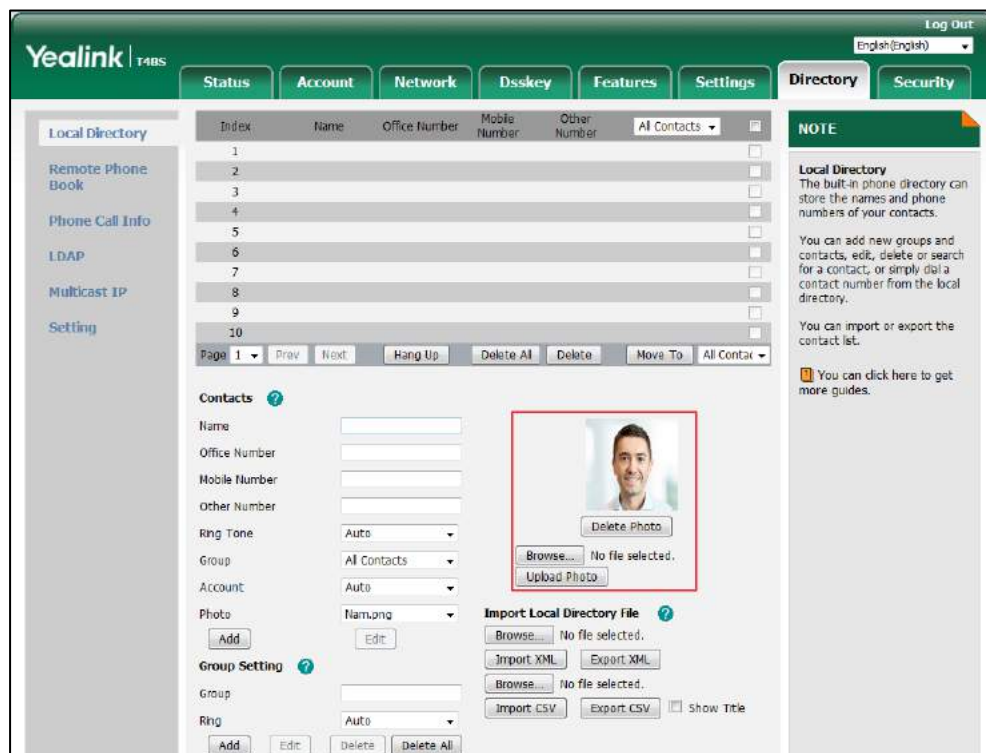 Log Out
English(English)
Yealink T48S
Status Account Network Dsskey Features Settings Directory Security
Local Directory
Remote Phone
Book
Phone Call Info
LDAP
Multicast IP
Setting
Index Name Office Number Mobile Number Other Number All Contacts
1
2
3
4
5
6
7
8
9
10
Page 1 Prev Next Hang Up Delete All Delete Move To All Contac
Contacts ?
Name
Office Number
Mobile Number
Other Number
Ring Tone Auto
Group All Contacts
Account Auto
Photo Nam.png
Add Edit
Group Setting ?
Group
Ring Auto
Add Edit Delete Delete All
Delete Photo
Browse... No file selected.
Upload Photo
Import Local Directory File ?
Browse... No file selected.
Import XML Export XML
Browse... No file selected.
Import CSV Export CSV Show Title
NOTE
Local Directory
The built-in phone directory can
store the names and phone
numbers of your contacts.
You can add new groups and
contacts, edit, delete or search
for a contact, or simply dial a
contact number from the local
directory.
You can import or export the
contact list.
You can click here to get
more guides.